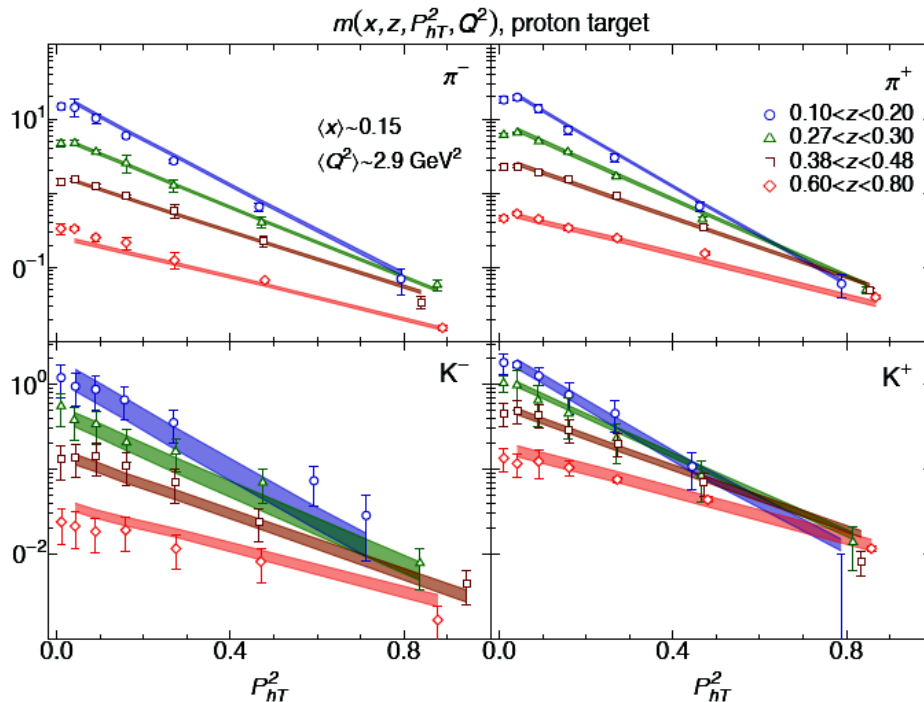 m(x, z, P²hT, Q²), proton target
π⁻
π⁺
⟨x⟩~0.15
⟨Q²⟩~2.9 GeV²
0.10<z<0.20
0.27<z<0.30
0.38<z<0.48
0.60<z<0.80
10¹
10⁻¹
K⁻
K⁺
10⁰
10⁻²
0.0 0.4 0.8 0.0 0.4 0.8
P²hT P²hT